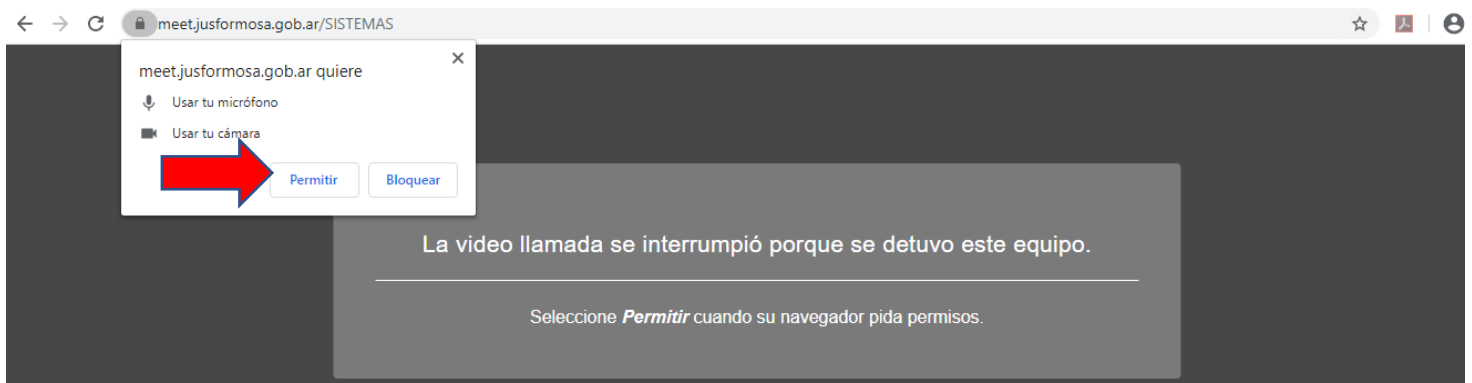 meet.jusformosa.gob.ar/SISTEMAS
meet.jusformosa.gob.ar quiere
Usar tu micrófono
Usar tu cámara
Permitir
Bloquear
La video llamada se interrumpió porque se detuvo este equipo.
Seleccione Permitir cuando su navegador pida permisos.